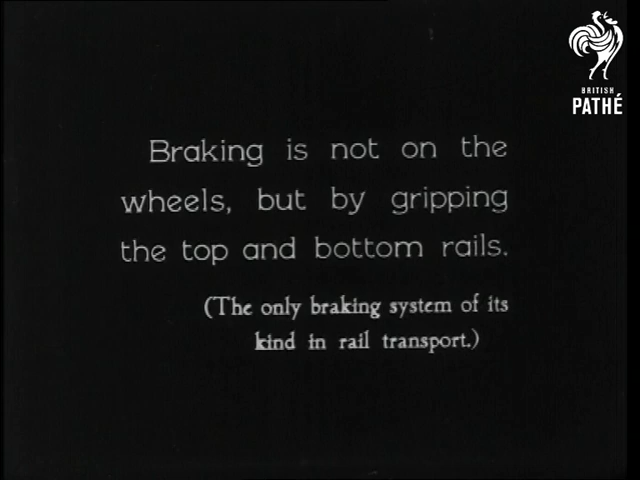 BRITISH
PATHÉ
Braking is not on the
wheels, but by gripping
the top and bottom rails.
(The only braking system of its
kind in rail transport.)